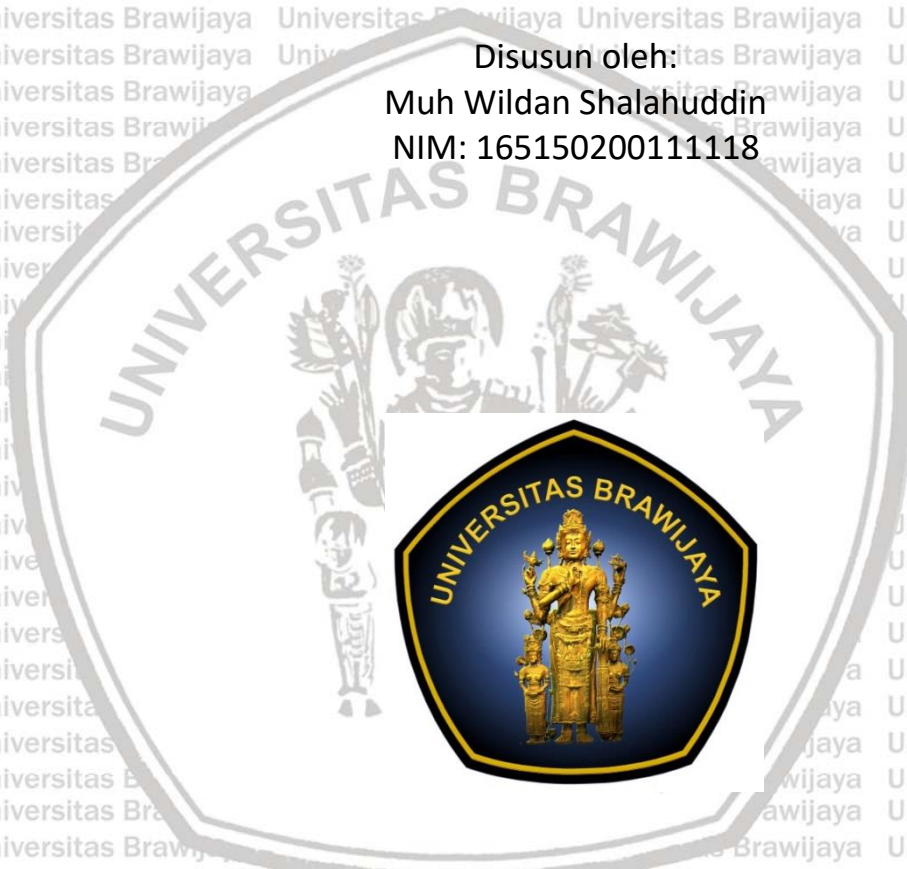 Disusun oleh:
Muh Wildan Shalahuddin
NIM: 165150200111118
UNIVERSITAS BRAWIJAYA
UNIVERSITAS BRAWIJAYA